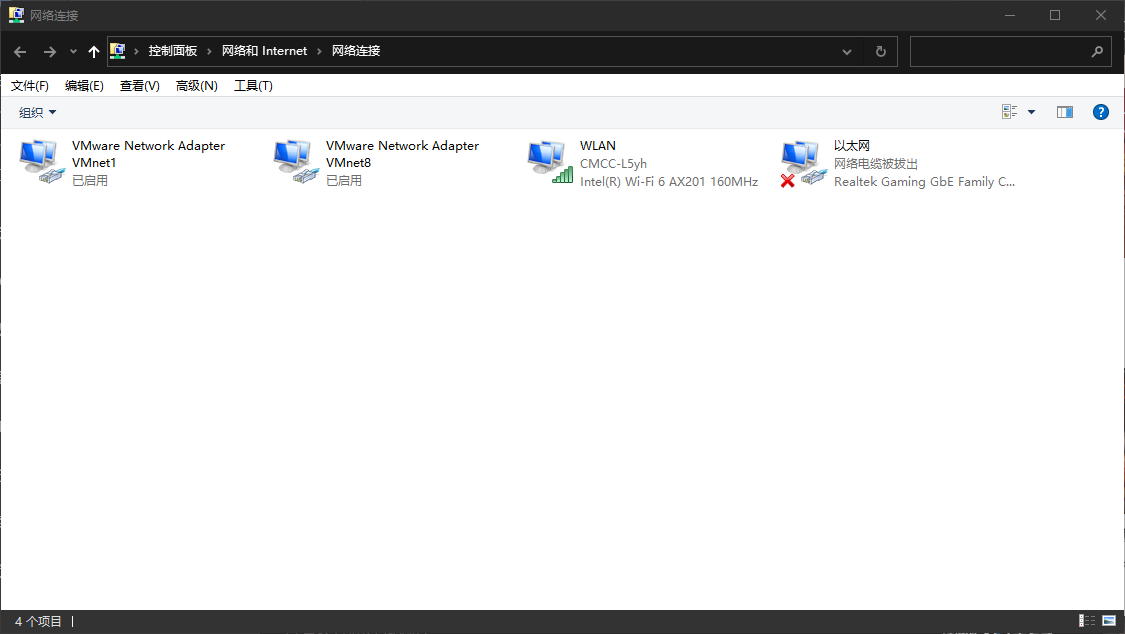 网络连接
控制面板 网络和 Internet 网络连接
文件(F) 编辑(E) 查看(V) 高级(N) 工具(T)
组织
VMware Network Adapter
VMnet1
已启用
VMware Network Adapter
VMnet8
已启用
WLAN
CMCC-L5yh
Intel(R) Wi-Fi 6 AX201 160MHz
以太网
网络电缆被拔出
Realtek Gaming GbE Family C...
4 个项目